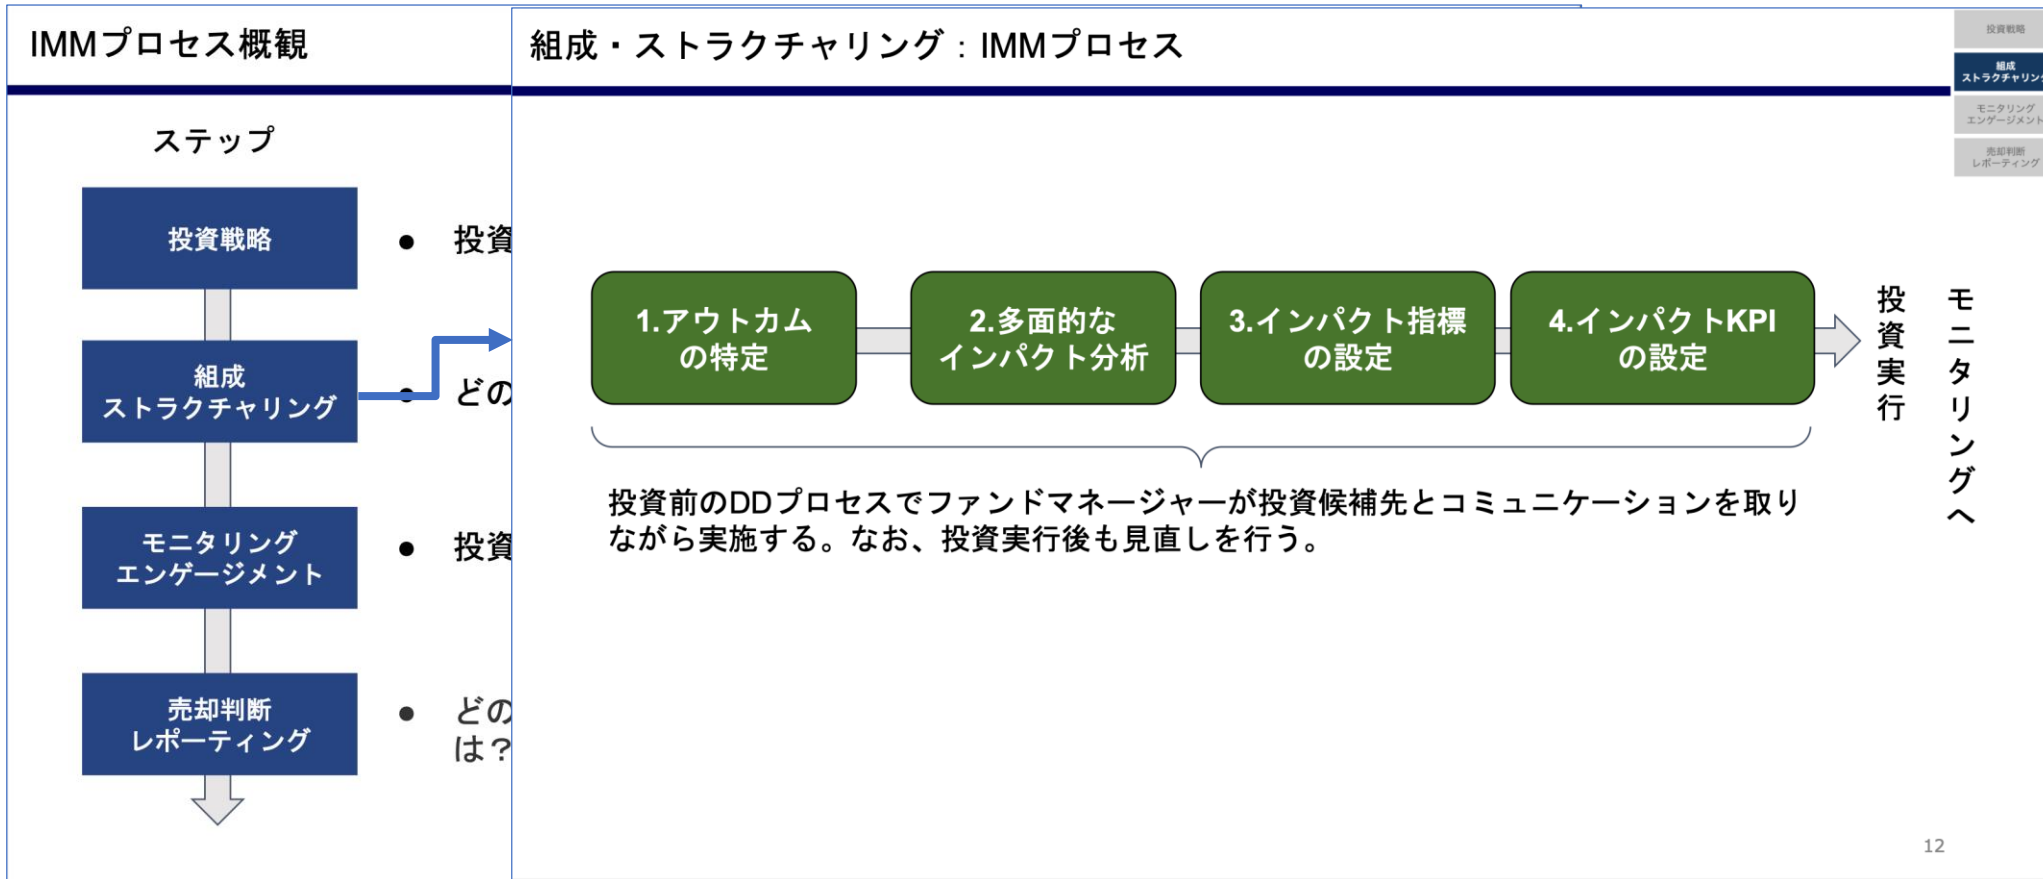 IMMプロセス概観
ステップ
投資戦略
組成
ストラクチャリング
モニタリング
エンゲージメント
売却判断
レポーティング
● 投資
● どの
● 投資
● どの
は？
組成・ストラクチャリング：IMMプロセス
投資戦略
組成
ストラクチャリング
モニタリング
エンゲージメント
売却判断
レポーティング
1.アウトカム
の特定
2.多面的な
インパクト分析
3.インパクト指標
の設定
4.インパクトKPI
の設定
投資実行
モニタリングへ
投資前のDDプロセスでファンドマネージャーが投資候補先とコミュニケーションを取り
ながら実施する。なお、投資実行後も見直しを行う。
12